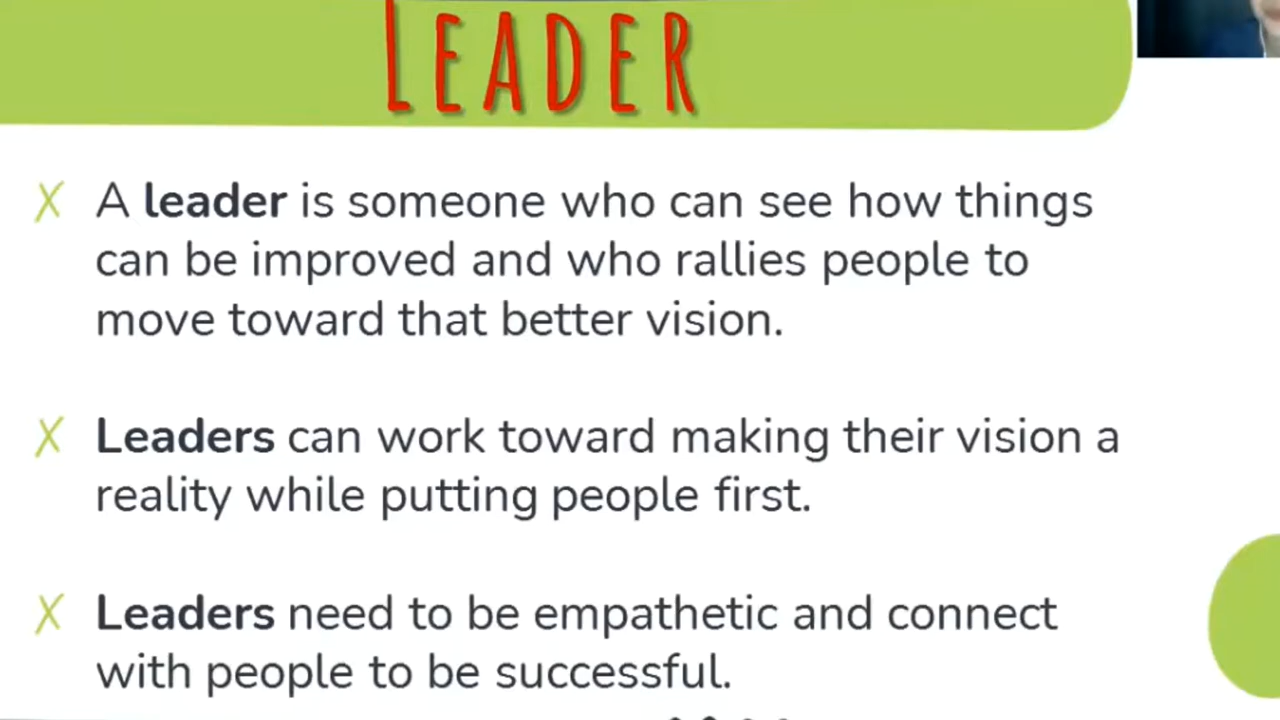 LEADER
A leader is someone who can see how things
can be improved and who rallies people to
move toward that better vision.
Leaders can work toward making their vision a
reality while putting people first.
Leaders need to be empathetic and connect
with people to be successful.